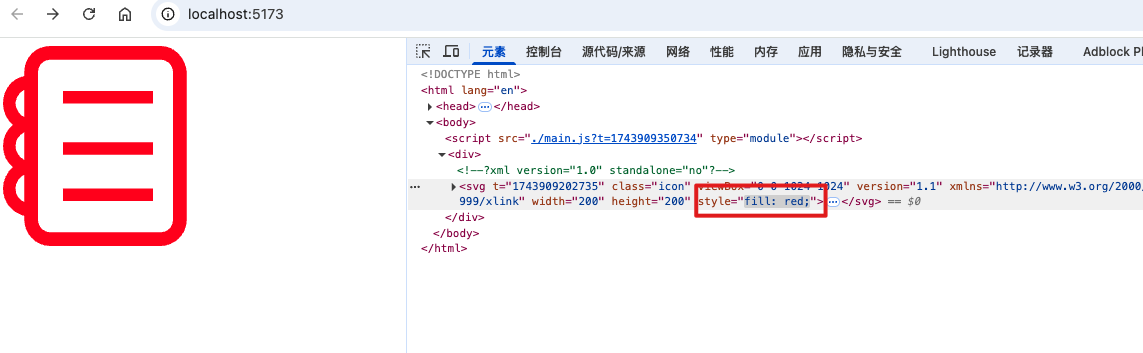 localhost:5173
元素 控制台 源代码/来源 网络 性能 内存 应用 隐私与安全 Lighthouse 记录器 Adblock Pl
<!DOCTYPE html>
<html lang="en">
<head>⋯</head>
<body>
<script src="./main.js?t=1743909350734" type="module"></script>
<div>
<!--?xml version="1.0" standalone="no"?-->
⋯ <svg t="1743909202735" class="icon" viewBox="0 0 1024 1024" version="1.1" xmlns="http://www.w3.org/2000/
999/xlink" width="200" height="200" style="fill: red;">⋯</svg> == $0
</div>
</body>
</html>